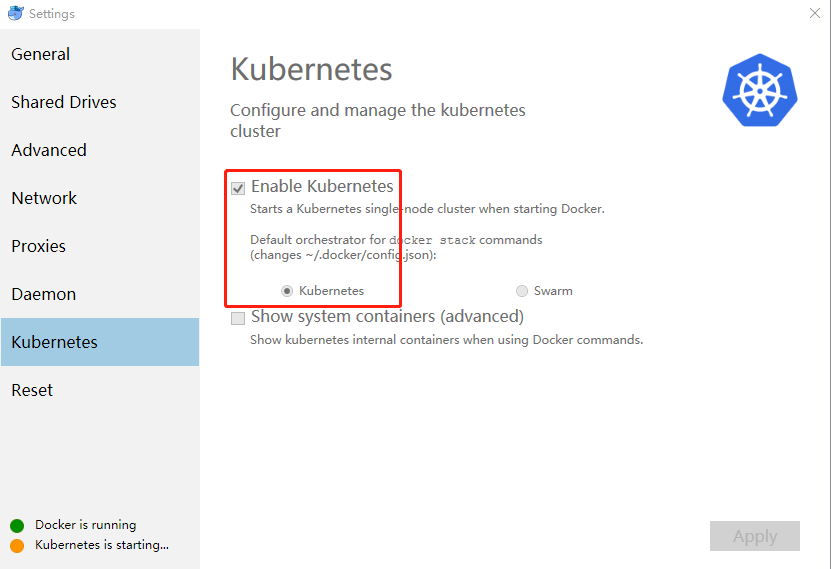 Settings
General
Shared Drives
Advanced
Network
Proxies
Daemon
Kubernetes
Reset
Docker is running
Kubernetes is starting...
Kubernetes
Configure and manage the kubernetes
cluster
Enable Kubernetes
Starts a Kubernetes single-node cluster when starting Docker.
Default orchestrator for docker stack commands
(changes ~/.docker/config.json):
Kubernetes Swarm
Show system containers (advanced)
Show kubernetes internal containers when using Docker commands.
Apply